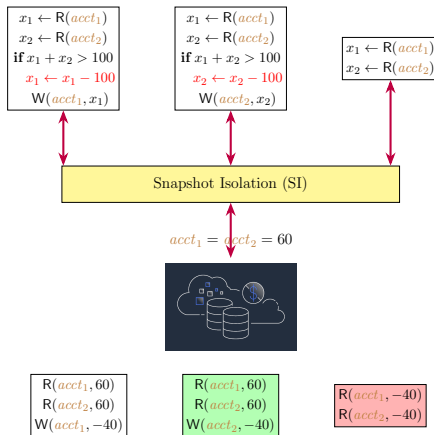 x₁ ← R(acct₁)
x₂ ← R(acct₂)
if x₁ + x₂ > 100
x₁ ← x₁ − 100
W(acct₁, x₁)
x₁ ← R(acct₁)
x₂ ← R(acct₂)
if x₁ + x₂ > 100
x₂ ← x₂ − 100
W(acct₂, x₂)
x₁ ← R(acct₁)
x₂ ← R(acct₂)
Snapshot Isolation (SI)
acct₁ = acct₂ = 60
R(acct₁, 60)
R(acct₂, 60)
W(acct₁, −40)
R(acct₁, 60)
R(acct₂, 60)
W(acct₂, −40)
R(acct₁, −40)
R(acct₂, −40)